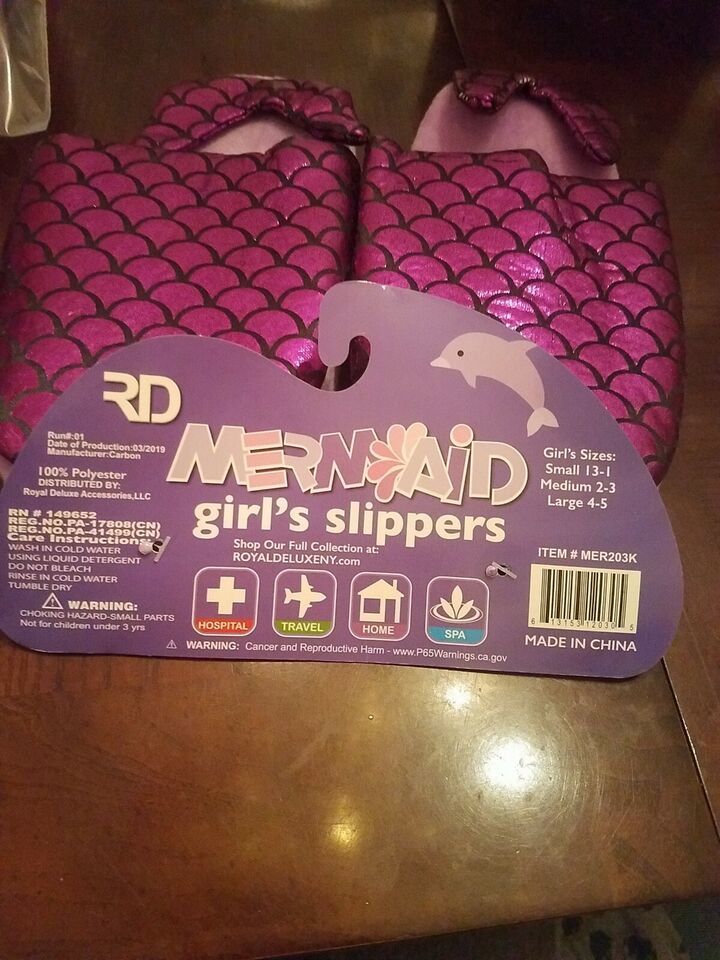 RD
Run#:01
Date of Production:03/2019
Manufacturer:Carbon
100% Polyester
DISTRIBUTED BY:
Royal Deluxe Accessories,LLC
RN # 149652
REG.NO.PA-17808(CN)
REG.NO.PA-41499(CN)
Care Instructions:
WASH IN COLD WATER
USING LIQUID DETERGENT
DO NOT BLEACH
RINSE IN COLD WATER
TUMBLE DRY
WARNING:
CHOKING HAZARD-SMALL PARTS
Not for children under 3 yrs
MERMAID
girl's slippers
Shop Our Full Collection at:
ROYALDELUXENY.com
HOSPITAL
TRAVEL
HOME
SPA
WARNING: Cancer and Reproductive Harm - www.P65Warnings.ca.gov
Girl's Sizes:
Small 13-1
Medium 2-3
Large 4-5
ITEM # MER203K
6 13153 12030 5
MADE IN CHINA